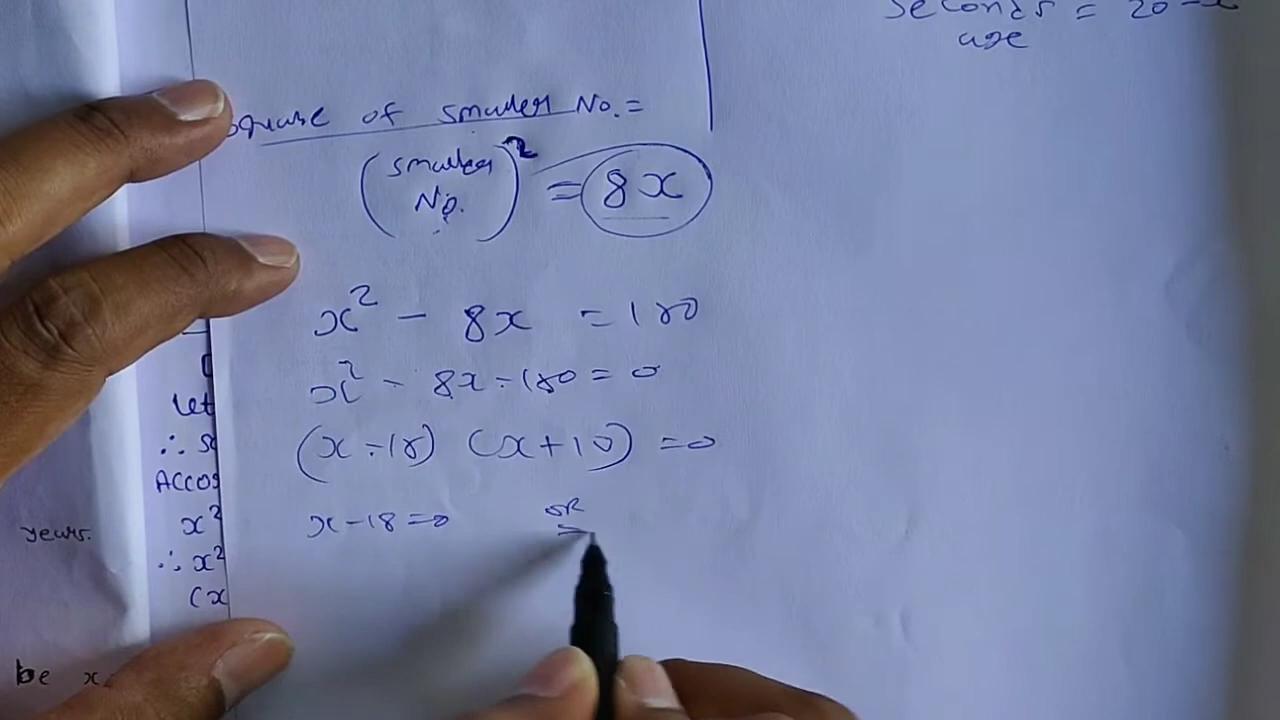 Seconds = 20-x
age
square of smaller No. =
(smaller No.)² = 8x
x² - 8x = 180
x² - 8x - 180 = 0
(x - 18) (x + 10) = 0
x - 18 = 0 OR
Let
∴ s
Accor
x²
years.
∴ x²
(x
be x